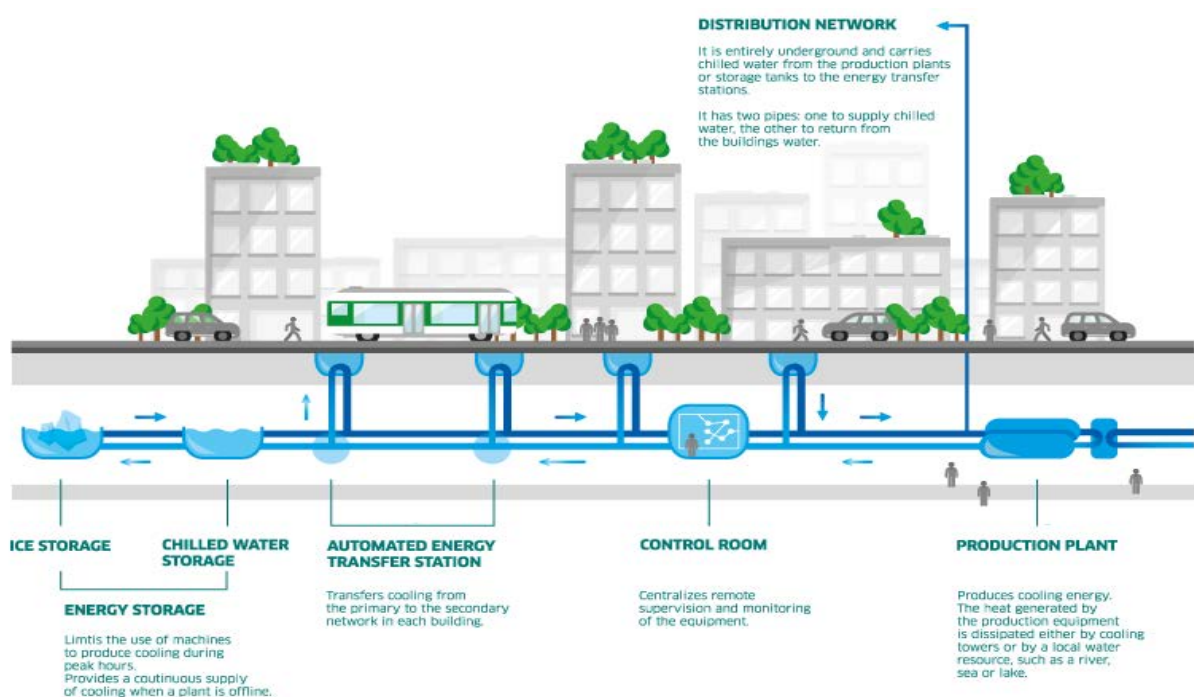 DISTRIBUTION NETWORK
It is entirely underground and carries
chilled water from the production plants
or storage tanks to the energy transfer
stations.
It has two pipes: one to supply chilled
water, the other to return from
the buildings water.
ICE STORAGE
CHILLED WATER
STORAGE
ENERGY STORAGE
Limtis the use of machines
to produce cooling during
peak hours.
Provides a coutinuous supply
of cooling when a plant is offline.
AUTOMATED ENERGY
TRANSFER STATION
Transfers cooling from
the primary to the secondary
network in each building.
CONTROL ROOM
Centralizes remote
supervision and monitoring
of the equipment.
PRODUCTION PLANT
Produces cooling energy.
The heat generated by
the production equipment
is dissipated either by cooling
towers or by a local water
resource, such as a river,
sea or lake.